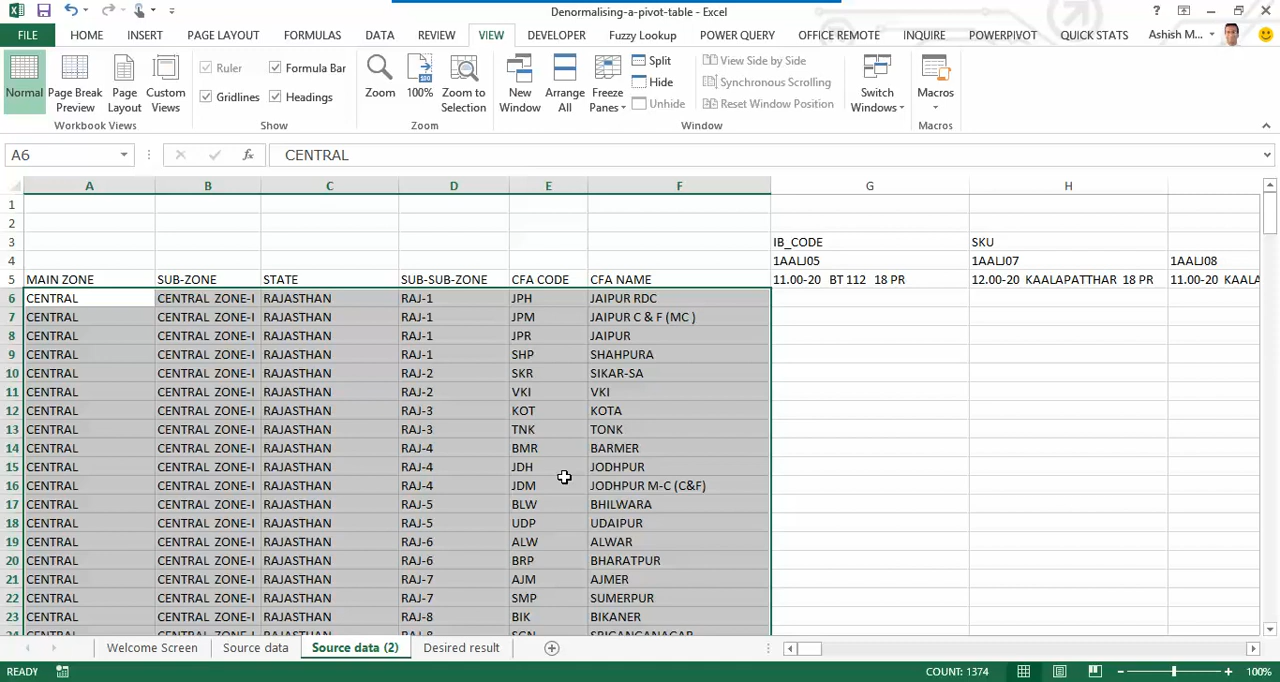 Denormalising-a-pivot-table - Excel
FILE HOME INSERT PAGE LAYOUT FORMULAS DATA REVIEW VIEW DEVELOPER Fuzzy Lookup POWER QUERY OFFICE REMOTE INQUIRE POWERPIVOT QUICK STATS Ashish M...
Normal Page Break Preview Page Layout Custom Views
Ruler Formula Bar
Gridlines Headings
Zoom 100% Zoom to Selection
New Window Arrange All Freeze Panes
Split
Hide
Unhide
View Side by Side
Synchronous Scrolling
Reset Window Position
Switch Windows Macros
Workbook Views Show Zoom Window Macros
A6 fx CENTRAL
A B C D E F G H
1
2
3 IB_CODE SKU
4 1AALJ05 1AALJ07 1AALJ08
5 MAIN ZONE SUB-ZONE STATE SUB-SUB-ZONE CFA CODE CFA NAME 11.00-20 BT 112 18 PR 12.00-20 KAALAPATTHAR 18 PR 11.00-20 KAALA
6 CENTRAL CENTRAL ZONE-I RAJASTHAN RAJ-1 JPH JAIPUR RDC
7 CENTRAL CENTRAL ZONE-I RAJASTHAN RAJ-1 JPM JAIPUR C & F (MC )
8 CENTRAL CENTRAL ZONE-I RAJASTHAN RAJ-1 JPR JAIPUR
9 CENTRAL CENTRAL ZONE-I RAJASTHAN RAJ-1 SHP SHAHPURA
10 CENTRAL CENTRAL ZONE-I RAJASTHAN RAJ-2 SKR SIKAR-SA
11 CENTRAL CENTRAL ZONE-I RAJASTHAN RAJ-2 VKI VKI
12 CENTRAL CENTRAL ZONE-I RAJASTHAN RAJ-3 KOT KOTA
13 CENTRAL CENTRAL ZONE-I RAJASTHAN RAJ-3 TNK TONK
14 CENTRAL CENTRAL ZONE-I RAJASTHAN RAJ-4 BMR BARMER
15 CENTRAL CENTRAL ZONE-I RAJASTHAN RAJ-4 JDH JODHPUR
16 CENTRAL CENTRAL ZONE-I RAJASTHAN RAJ-4 JDM JODHPUR M-C (C&F)
17 CENTRAL CENTRAL ZONE-I RAJASTHAN RAJ-5 BLW BHILWARA
18 CENTRAL CENTRAL ZONE-I RAJASTHAN RAJ-5 UDP UDAIPUR
19 CENTRAL CENTRAL ZONE-I RAJASTHAN RAJ-6 ALW ALWAR
20 CENTRAL CENTRAL ZONE-I RAJASTHAN RAJ-6 BRP BHARATPUR
21 CENTRAL CENTRAL ZONE-I RAJASTHAN RAJ-7 AJM AJMER
22 CENTRAL CENTRAL ZONE-I RAJASTHAN RAJ-7 SMP SUMERPUR
23 CENTRAL CENTRAL ZONE-I RAJASTHAN RAJ-8 BIK BIKANER
Welcome Screen Source data Source data (2) Desired result
READY COUNT: 1374 100%